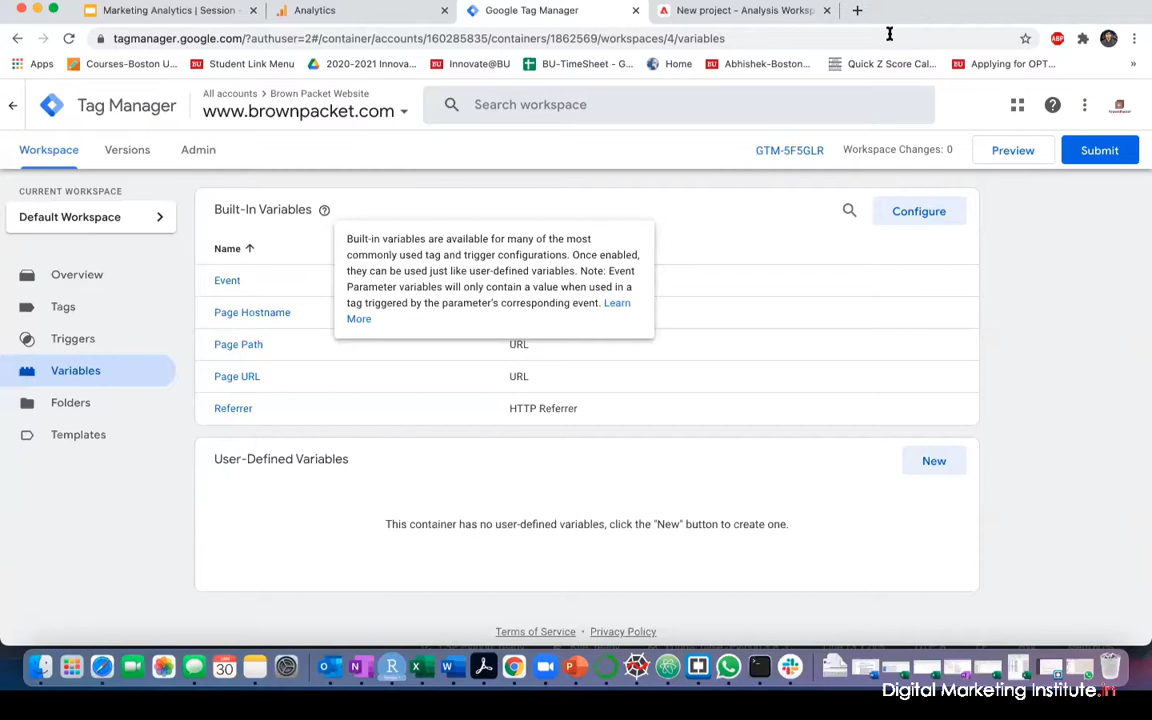 Marketing Analytics | Session -
Analytics
Google Tag Manager
New project - Analysis Worksp
tagmanager.google.com/?authuser=2#/container/accounts/160285835/containers/1862569/workspaces/4/variables
ABP
Apps
Courses-Boston U...
Student Link Menu
2020-2021 Innova...
Innovate@BU
BU-TimeSheet - G...
Home
Abhishek-Boston...
Quick Z Score Cal...
Applying for OPT...
»
Tag Manager
All accounts > Brown Packet Website
www.brownpacket.com
Search workspace
Workspace
Versions
Admin
GTM-5F5GLR
Workspace Changes: 0
Preview
Submit
CURRENT WORKSPACE
Default Workspace
Overview
Tags
Triggers
Variables
Folders
Templates
Built-In Variables
Configure
Name
Built-in variables are available for many of the most
commonly used tag and trigger configurations. Once enabled,
they can be used just like user-defined variables. Note: Event
Parameter variables will only contain a value when used in a
tag triggered by the parameter's corresponding event. Learn
More
Event
Page Hostname
Page Path
URL
Page URL
URL
Referrer
HTTP Referrer
User-Defined Variables
New
This container has no user-defined variables, click the "New" button to create one.
Terms of Service · Privacy Policy
30
Digital Marketing Institute.in